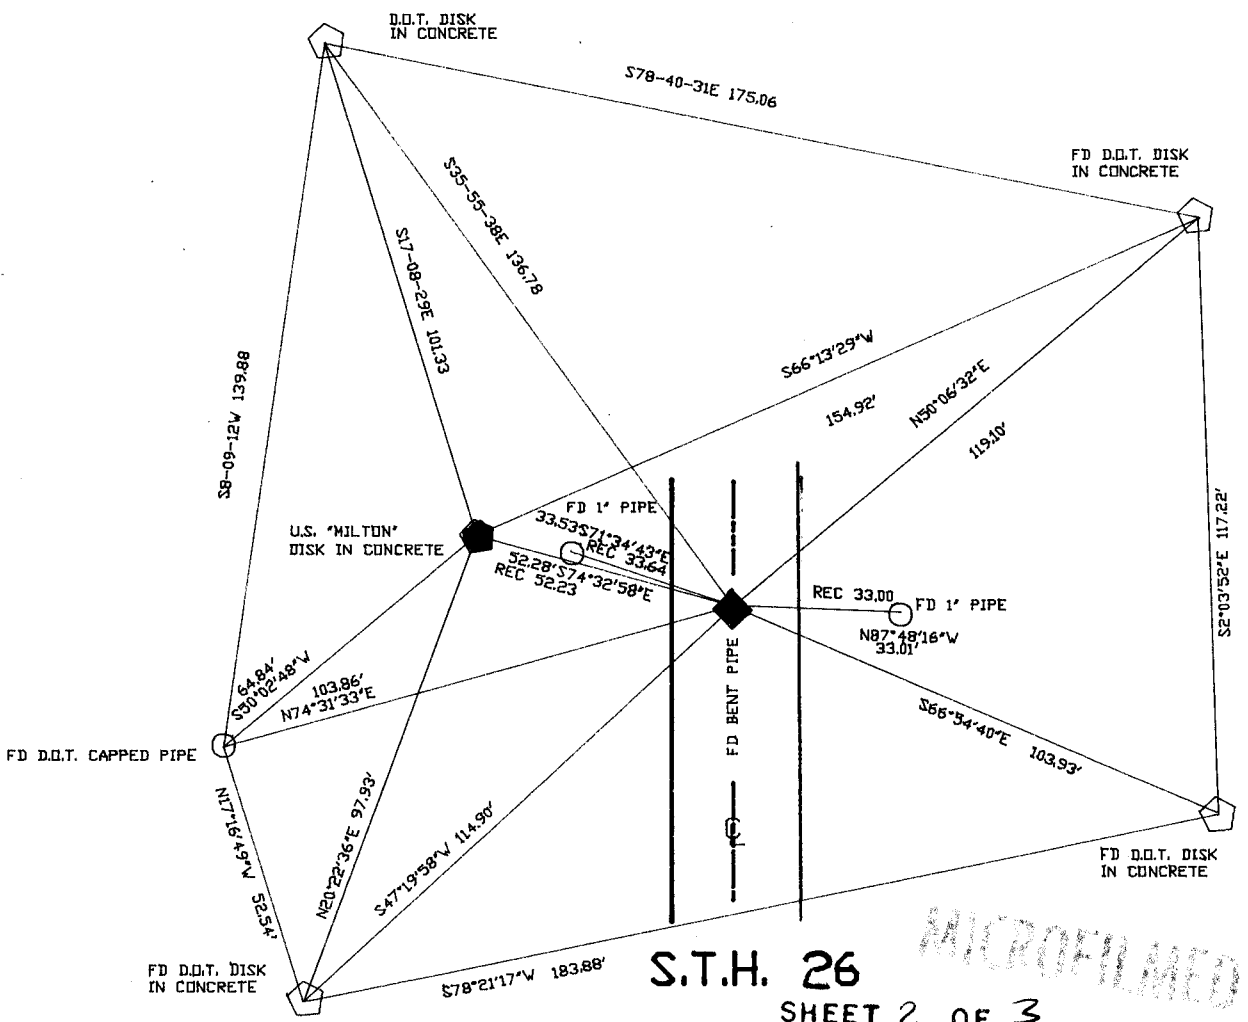 D.O.T. DISK
IN CONCRETE
S78-40-31E 175.06
FD D.O.T. DISK
IN CONCRETE
S35-55-38E 136.78
S17-08-29E 101.33
S8-09-12W 139.88
S66°13'29"W
154.92'
N50°06'32"E
119.10'
S2°03'52"E 117.22'
U.S. "MILTON"
DISK IN CONCRETE
FD 1" PIPE
33.53'S71°34'43"E
REC 33.64
52.28'S74°32'58"E
REC 52.23
REC 33.00
FD 1" PIPE
N87°48'16"W
33.01'
64.84'
S50°02'48"W
103.86'
N74°31'33"E
FD BENT PIPE
S66°54'40"E 103.93'
FD D.O.T. CAPPED PIPE
N17°16'49"W 52.54'
N20°22'36"E 97.93'
S47°19'58"W 114.90'
FD D.O.T. DISK
IN CONCRETE
FD D.O.T. DISK
IN CONCRETE
S78°21'17"W 183.88'
S.T.H. 26
MICROFILMED
SHEET 2 OF 3